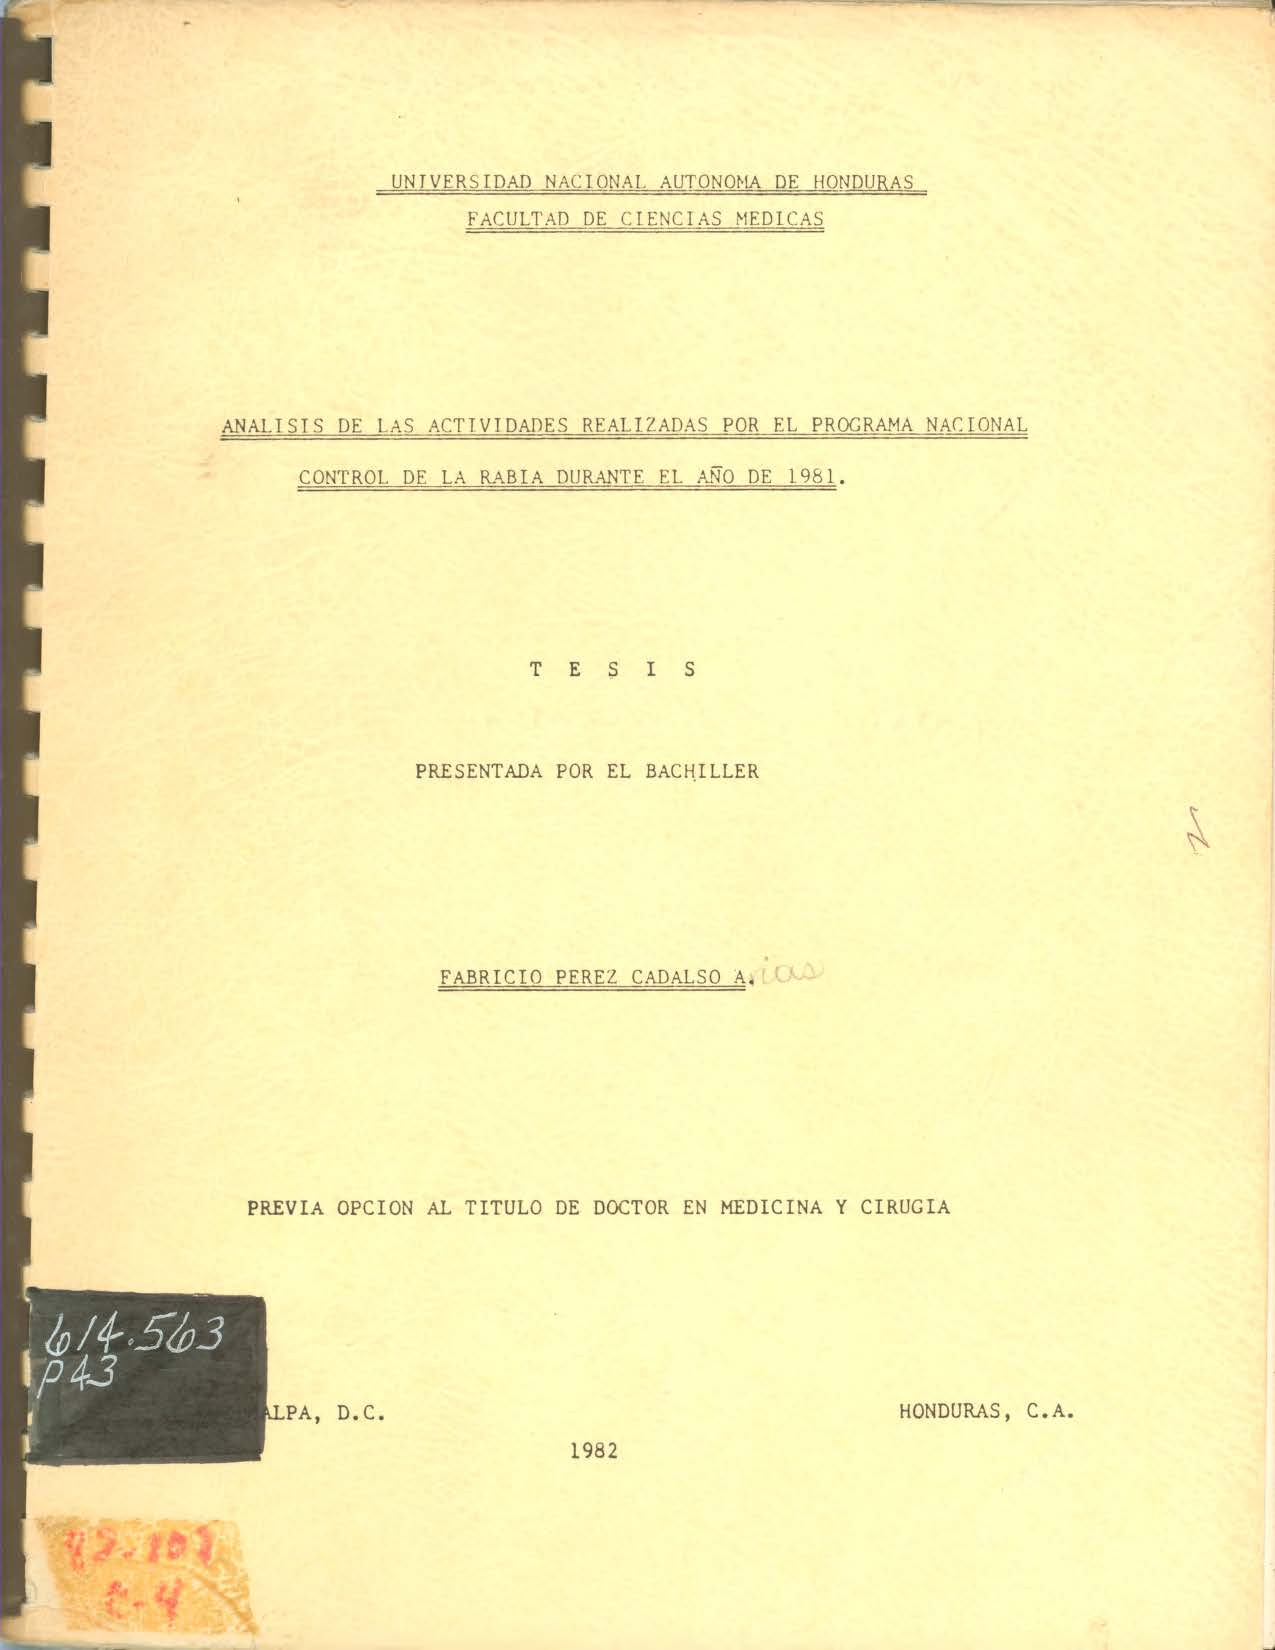 UNIVERSIDAD NACIONAL AUTONOMA DE HONDURAS
FACULTAD DE CIENCIAS MEDICAS
ANALISIS DE LAS ACTIVIDADES REALIZADAS POR EL PROGRAMA NACIONAL
CONTROL DE LA RABIA DURANTE EL AÑO DE 1981.
T E S I S
PRESENTADA POR EL BACHILLER
FABRICIO PEREZ CADALSO A.rias
PREVIA OPCION AL TITULO DE DOCTOR EN MEDICINA Y CIRUGIA
614.563
P43
ALPA, D.C. HONDURAS, C.A.
1982